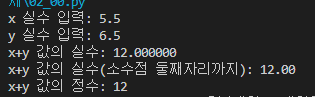 제\02_00.py
x 실수 입력: 5.5
y 실수 입력: 6.5
x+y 값의 실수: 12.000000
x+y 값의 실수(소수점 둘째자리까지): 12.00
x+y 값의 정수: 12